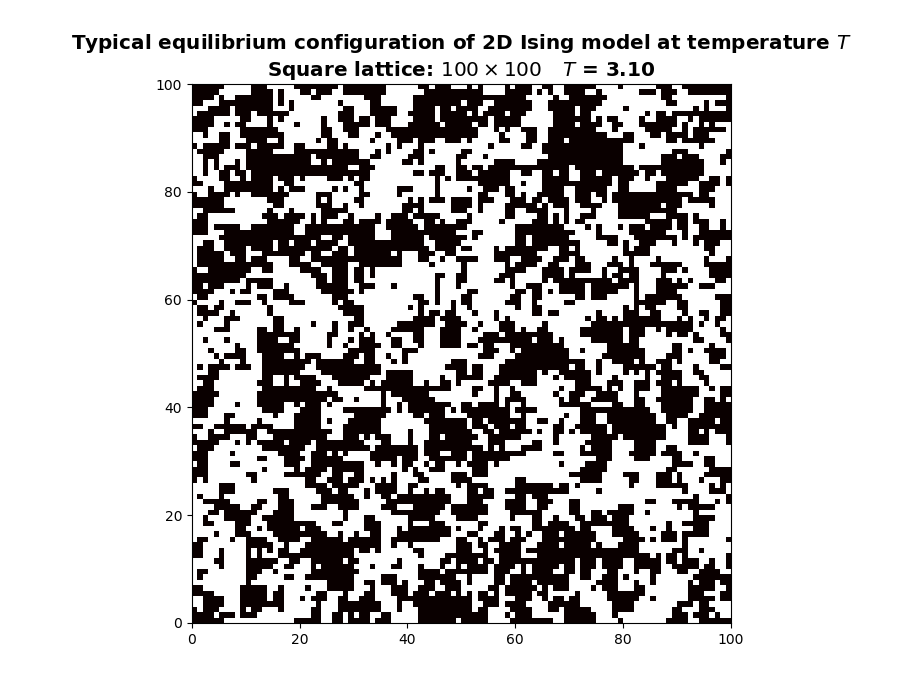 Typical equilibrium configuration of 2D Ising model at temperature T
Square lattice: 100 × 100 T = 3.10
100
80
60
40
20
0
0 20 40 60 80 100